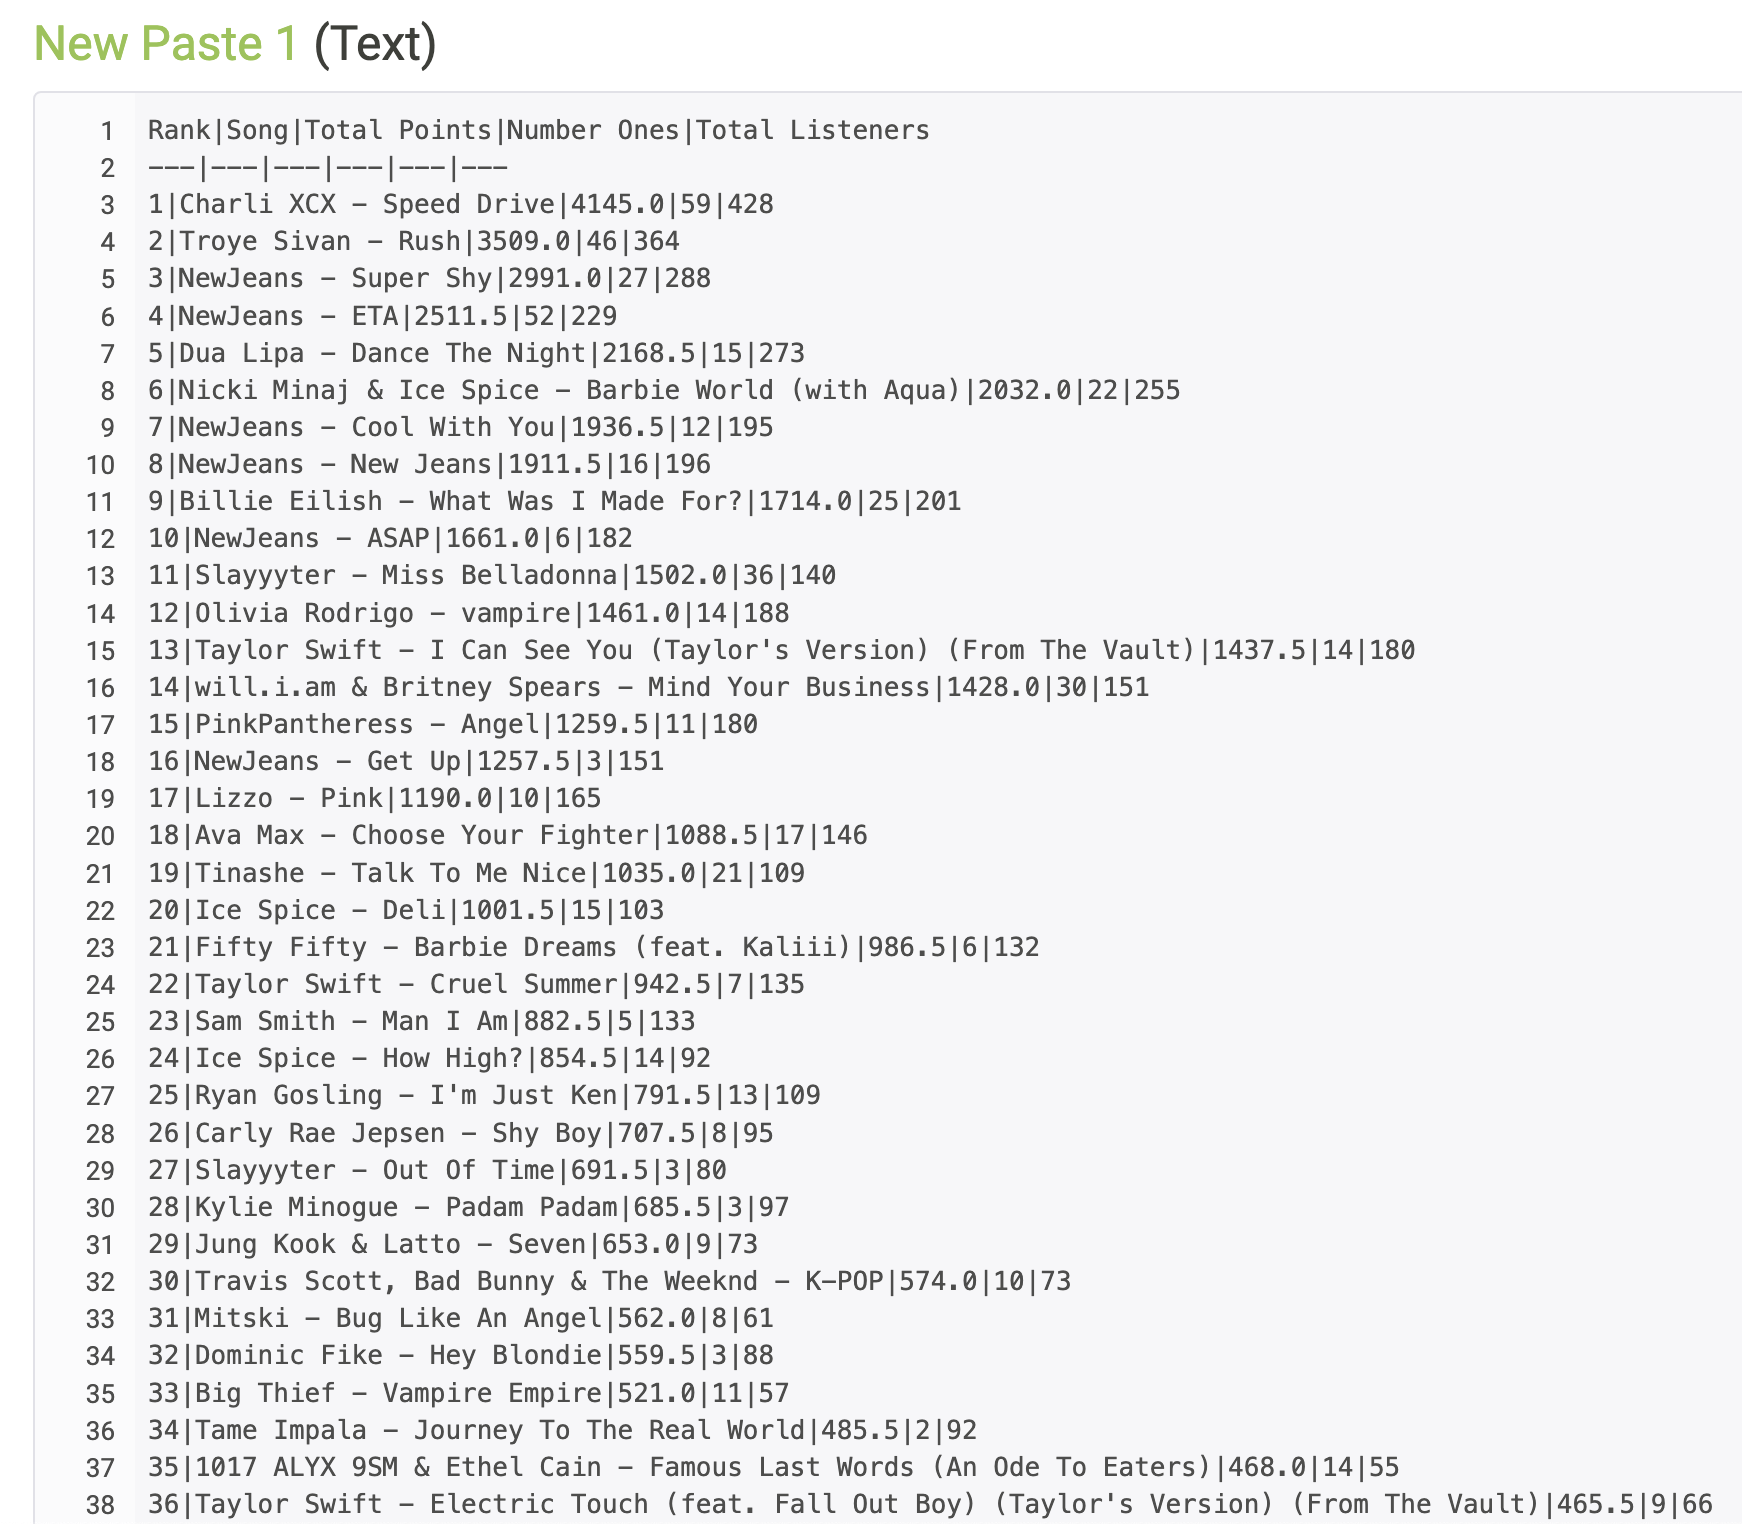 New Paste 1 (Text)
1 Rank|Song|Total Points|Number Ones|Total Listeners
2 ---|---|---|---|---|---
3 1|Charli XCX - Speed Drive|4145.0|59|428
4 2|Troye Sivan - Rush|3509.0|46|364
5 3|NewJeans - Super Shy|2991.0|27|288
6 4|NewJeans - ETA|2511.5|52|229
7 5|Dua Lipa - Dance The Night|2168.5|15|273
8 6|Nicki Minaj & Ice Spice - Barbie World (with Aqua)|2032.0|22|255
9 7|NewJeans - Cool With You|1936.5|12|195
10 8|NewJeans - New Jeans|1911.5|16|196
11 9|Billie Eilish - What Was I Made For?|1714.0|25|201
12 10|NewJeans - ASAP|1661.0|6|182
13 11|Slayyyter - Miss Belladonna|1502.0|36|140
14 12|Olivia Rodrigo - vampire|1461.0|14|188
15 13|Taylor Swift - I Can See You (Taylor's Version) (From The Vault)|1437.5|14|180
16 14|will.i.am & Britney Spears - Mind Your Business|1428.0|30|151
17 15|PinkPantheress - Angel|1259.5|11|180
18 16|NewJeans - Get Up|1257.5|3|151
19 17|Lizzo - Pink|1190.0|10|165
20 18|Ava Max - Choose Your Fighter|1088.5|17|146
21 19|Tinashe - Talk To Me Nice|1035.0|21|109
22 20|Ice Spice - Deli|1001.5|15|103
23 21|Fifty Fifty - Barbie Dreams (feat. Kaliii)|986.5|6|132
24 22|Taylor Swift - Cruel Summer|942.5|7|135
25 23|Sam Smith - Man I Am|882.5|5|133
26 24|Ice Spice - How High?|854.5|14|92
27 25|Ryan Gosling - I'm Just Ken|791.5|13|109
28 26|Carly Rae Jepsen - Shy Boy|707.5|8|95
29 27|Slayyyter - Out Of Time|691.5|3|80
30 28|Kylie Minogue - Padam Padam|685.5|3|97
31 29|Jung Kook & Latto - Seven|653.0|9|73
32 30|Travis Scott, Bad Bunny & The Weeknd - K-POP|574.0|10|73
33 31|Mitski - Bug Like An Angel|562.0|8|61
34 32|Dominic Fike - Hey Blondie|559.5|3|88
35 33|Big Thief - Vampire Empire|521.0|11|57
36 34|Tame Impala - Journey To The Real World|485.5|2|92
37 35|1017 ALYX 9SM & Ethel Cain - Famous Last Words (An Ode To Eaters)|468.0|14|55
38 36|Taylor Swift - Electric Touch (feat. Fall Out Boy) (Taylor's Version) (From The Vault)|465.5|9|66